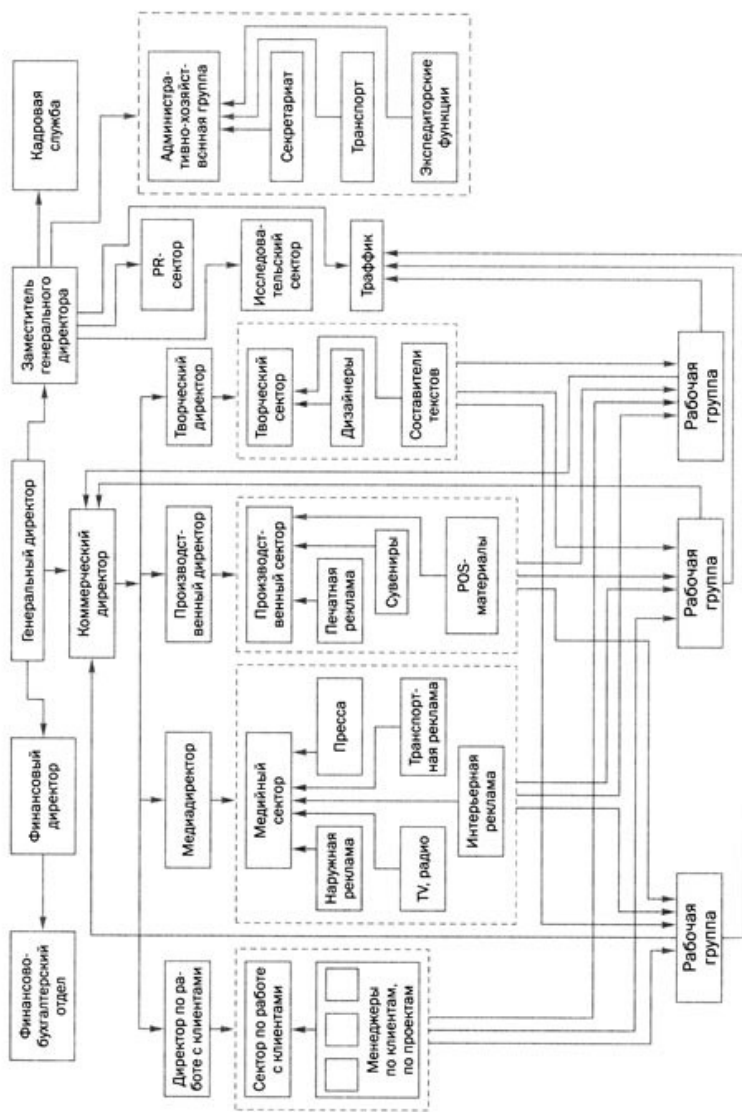 Финансово-
бухгалтерский
отдел
Финансовый
директор
Генеральный директор
Заместитель
генерального
директора
Кадровая
служба
Коммерческий
директор
Директор по ра-
боте с клиентами
Медиадиректор
Производст-
венный директор
Творческий
директор
PR-
сектор
Исследова-
тельский
сектор
Траффик
Администра-
тивно-хозяйст-
венная группа
Секретариат
Транспорт
Экспедиторские
функции
Сектор по работе
с клиентами
Менеджеры
по клиентам,
по проектам
Медийный
сектор
Наружная
реклама
Пресса
TV, радио
Транспорт-
ная реклама
Интерьерная
реклама
Производст-
венный сектор
Печатная
реклама
Сувениры
POS-
материалы
Творческий
сектор
Дизайнеры
Составители
текстов
Рабочая
группа
Рабочая
группа
Рабочая
группа